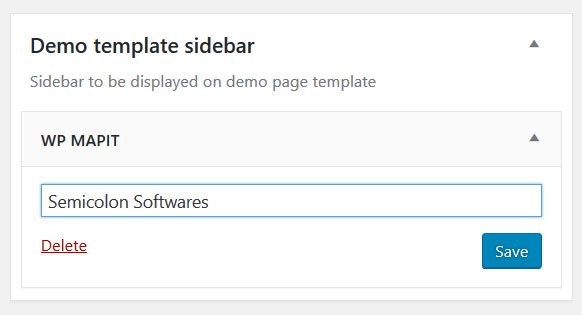 Demo template sidebar
Sidebar to be displayed on demo page template
WP MAPIT
Semicolon Softwares
Delete
Save